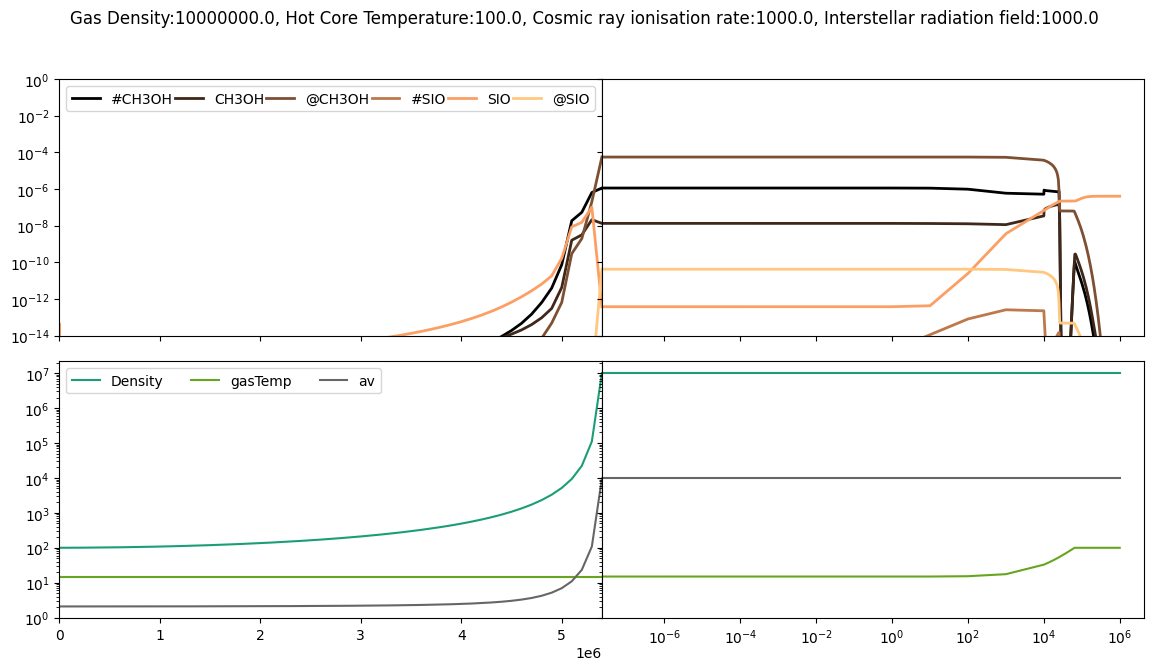 Gas Density:10000000.0, Hot Core Temperature:100.0, Cosmic ray ionisation rate:1000.0, Interstellar radiation field:1000.0
#CH3OH CH3OH @CH3OH #SIO SIO @SIO
10^0
10^-2
10^-4
10^-6
10^-8
10^-10
10^-12
10^-14
Density gasTemp av
10^7
10^6
10^5
10^4
10^3
10^2
10^1
10^0
0 1 2 3 4 5
1e6
10^-6 10^-4 10^-2 10^0 10^2 10^4 10^6